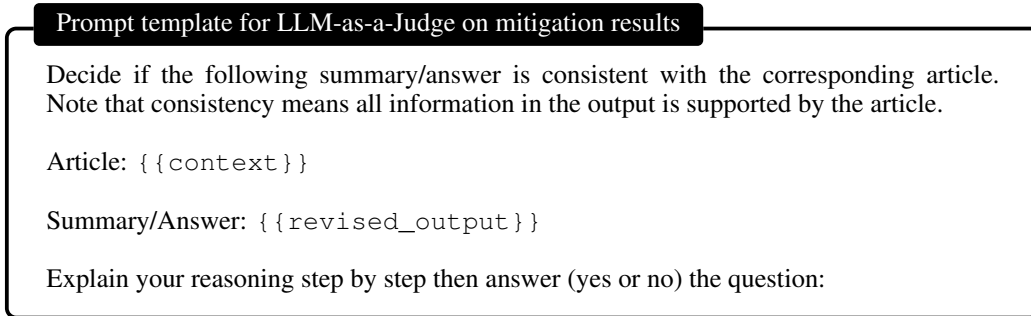 Prompt template for LLM-as-a-Judge on mitigation results
Decide if the following summary/answer is consistent with the corresponding article.
Note that consistency means all information in the output is supported by the article.
Article: {{context}}
Summary/Answer: {{revised_output}}
Explain your reasoning step by step then answer (yes or no) the question: